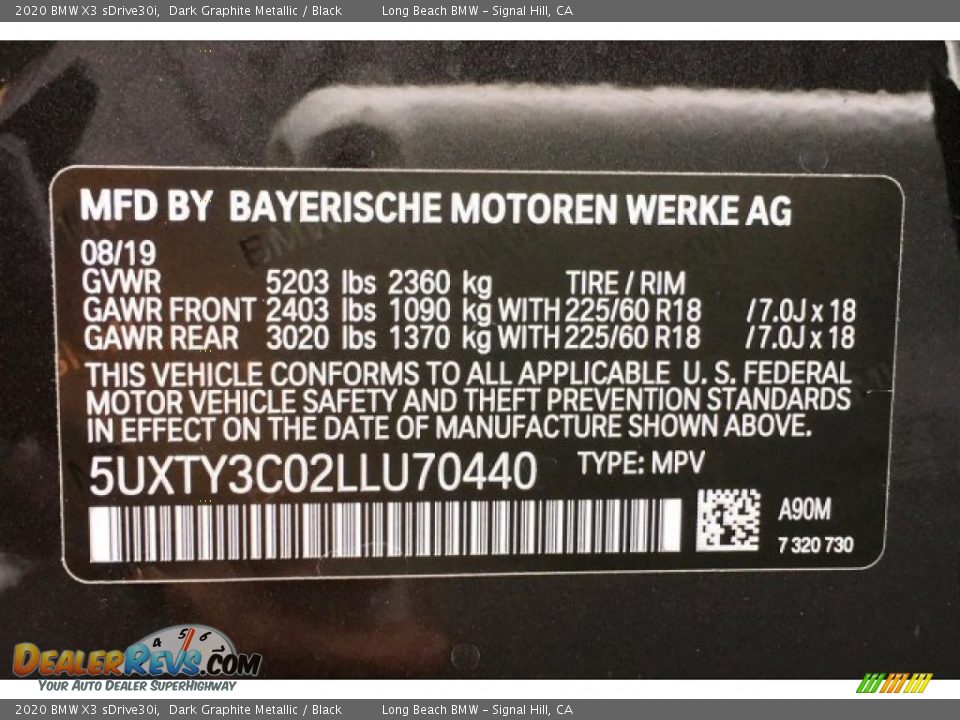 2020 BMW X3 sDrive30i, Dark Graphite Metallic / Black Long Beach BMW - Signal Hill, CA
MFD BY BAYERISCHE MOTOREN WERKE AG
08/19
GVWR 5203 lbs 2360 kg TIRE / RIM
GAWR FRONT 2403 lbs 1090 kg WITH 225/60 R18 /7.0J x 18
GAWR REAR 3020 lbs 1370 kg WITH 225/60 R18 /7.0J x 18
THIS VEHICLE CONFORMS TO ALL APPLICABLE U. S. FEDERAL
MOTOR VEHICLE SAFETY AND THEFT PREVENTION STANDARDS
IN EFFECT ON THE DATE OF MANUFACTURE SHOWN ABOVE.
5UXTY3C02LLU70440 TYPE: MPV
A90M
7 320 730
4 5 6
DealerRevs.com
Your Auto Dealer SuperHighway
2020 BMW X3 sDrive30i, Dark Graphite Metallic / Black Long Beach BMW - Signal Hill, CA